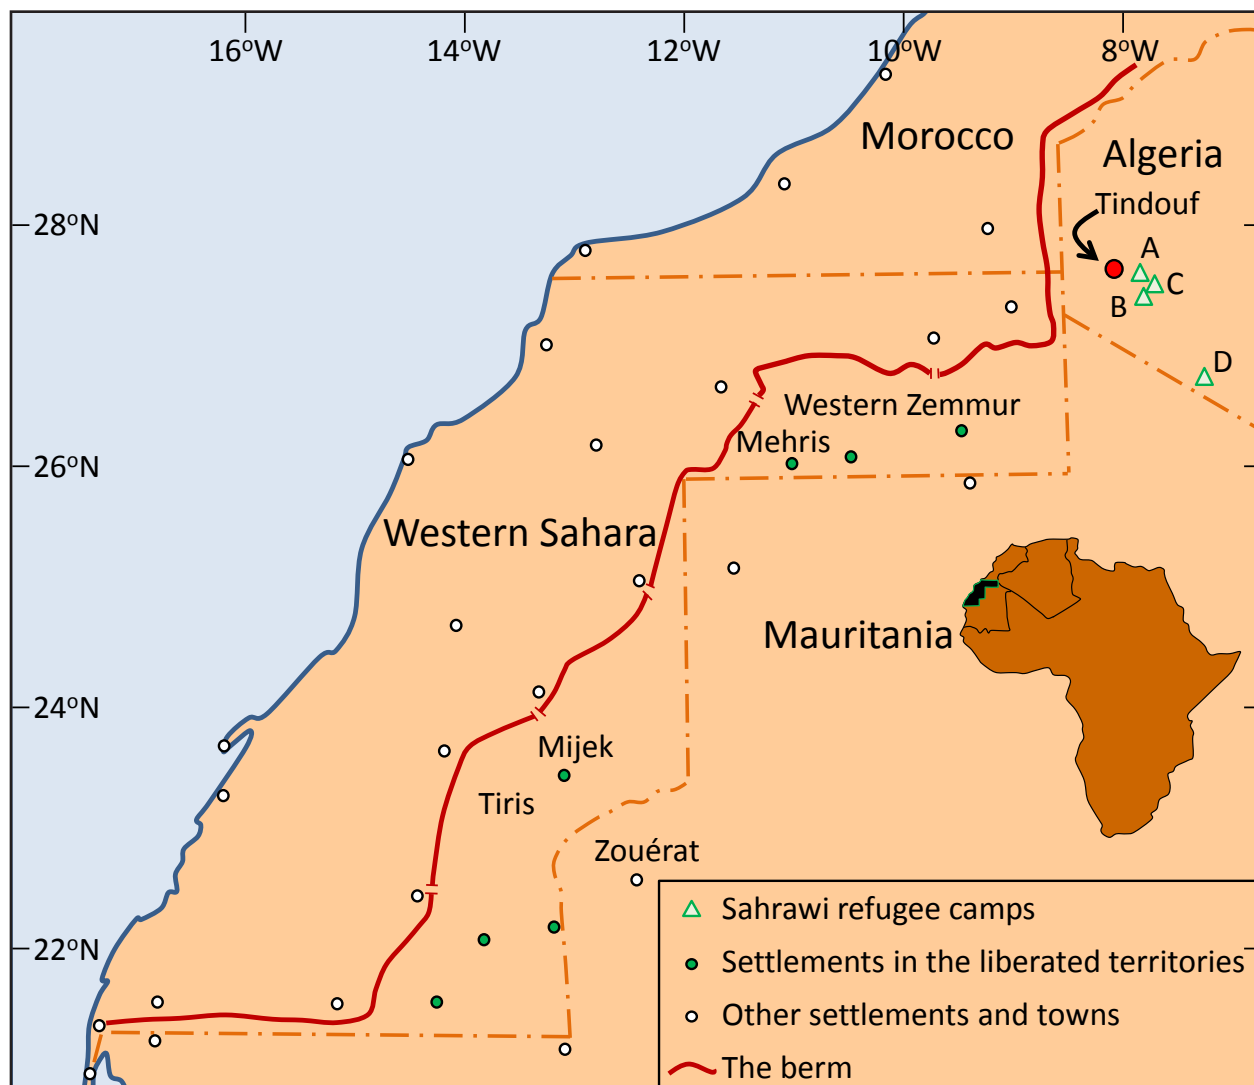 16°W
14°W
12°W
10°W
8°W
Morocco
Algeria
Tindouf
28°N
A
C
B
D
Western Zemmur
Mehris
26°N
Western Sahara
Mauritania
24°N
Mijek
Tiris
Zouérat
22°N
Sahrawi refugee camps
Settlements in the liberated territories
Other settlements and towns
The berm